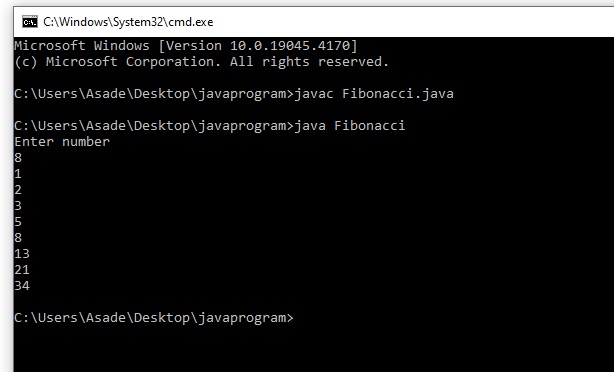 C:\Windows\System32\cmd.exe
Microsoft Windows [Version 10.0.19045.4170]
(c) Microsoft Corporation. All rights reserved.
C:\Users\Asade\Desktop\javaprogram>javac Fibonacci.java
C:\Users\Asade\Desktop\javaprogram>java Fibonacci
Enter number
8
1
2
3
5
8
13
21
34
C:\Users\Asade\Desktop\javaprogram>